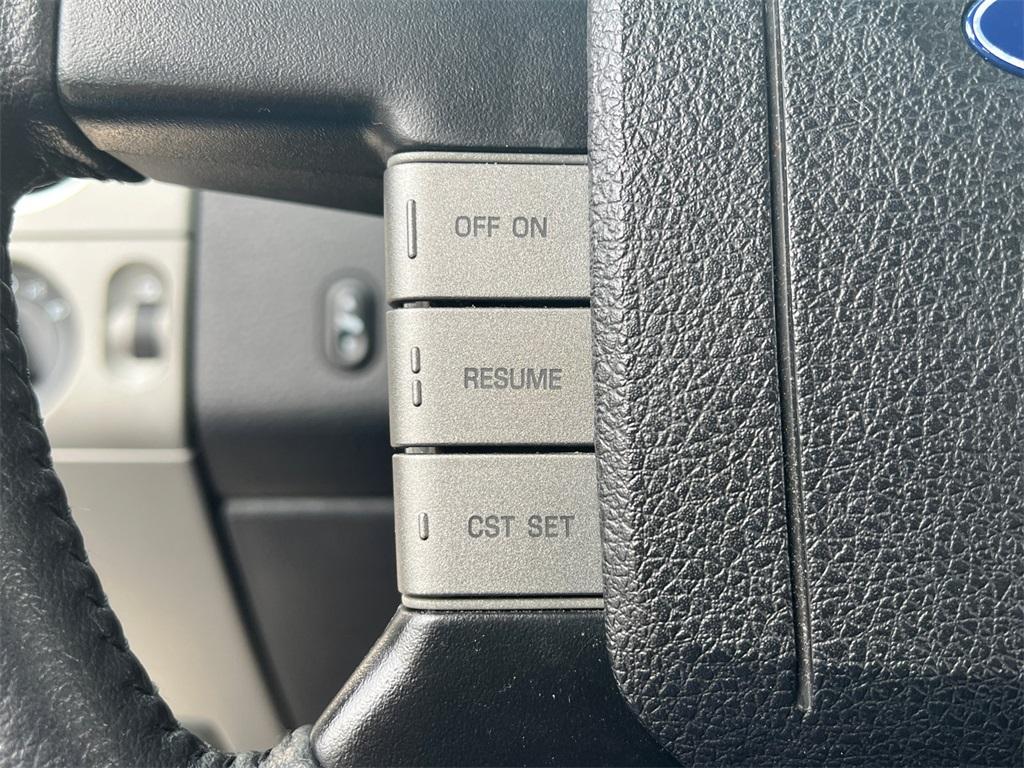 OFF ON
RESUME
CST SET